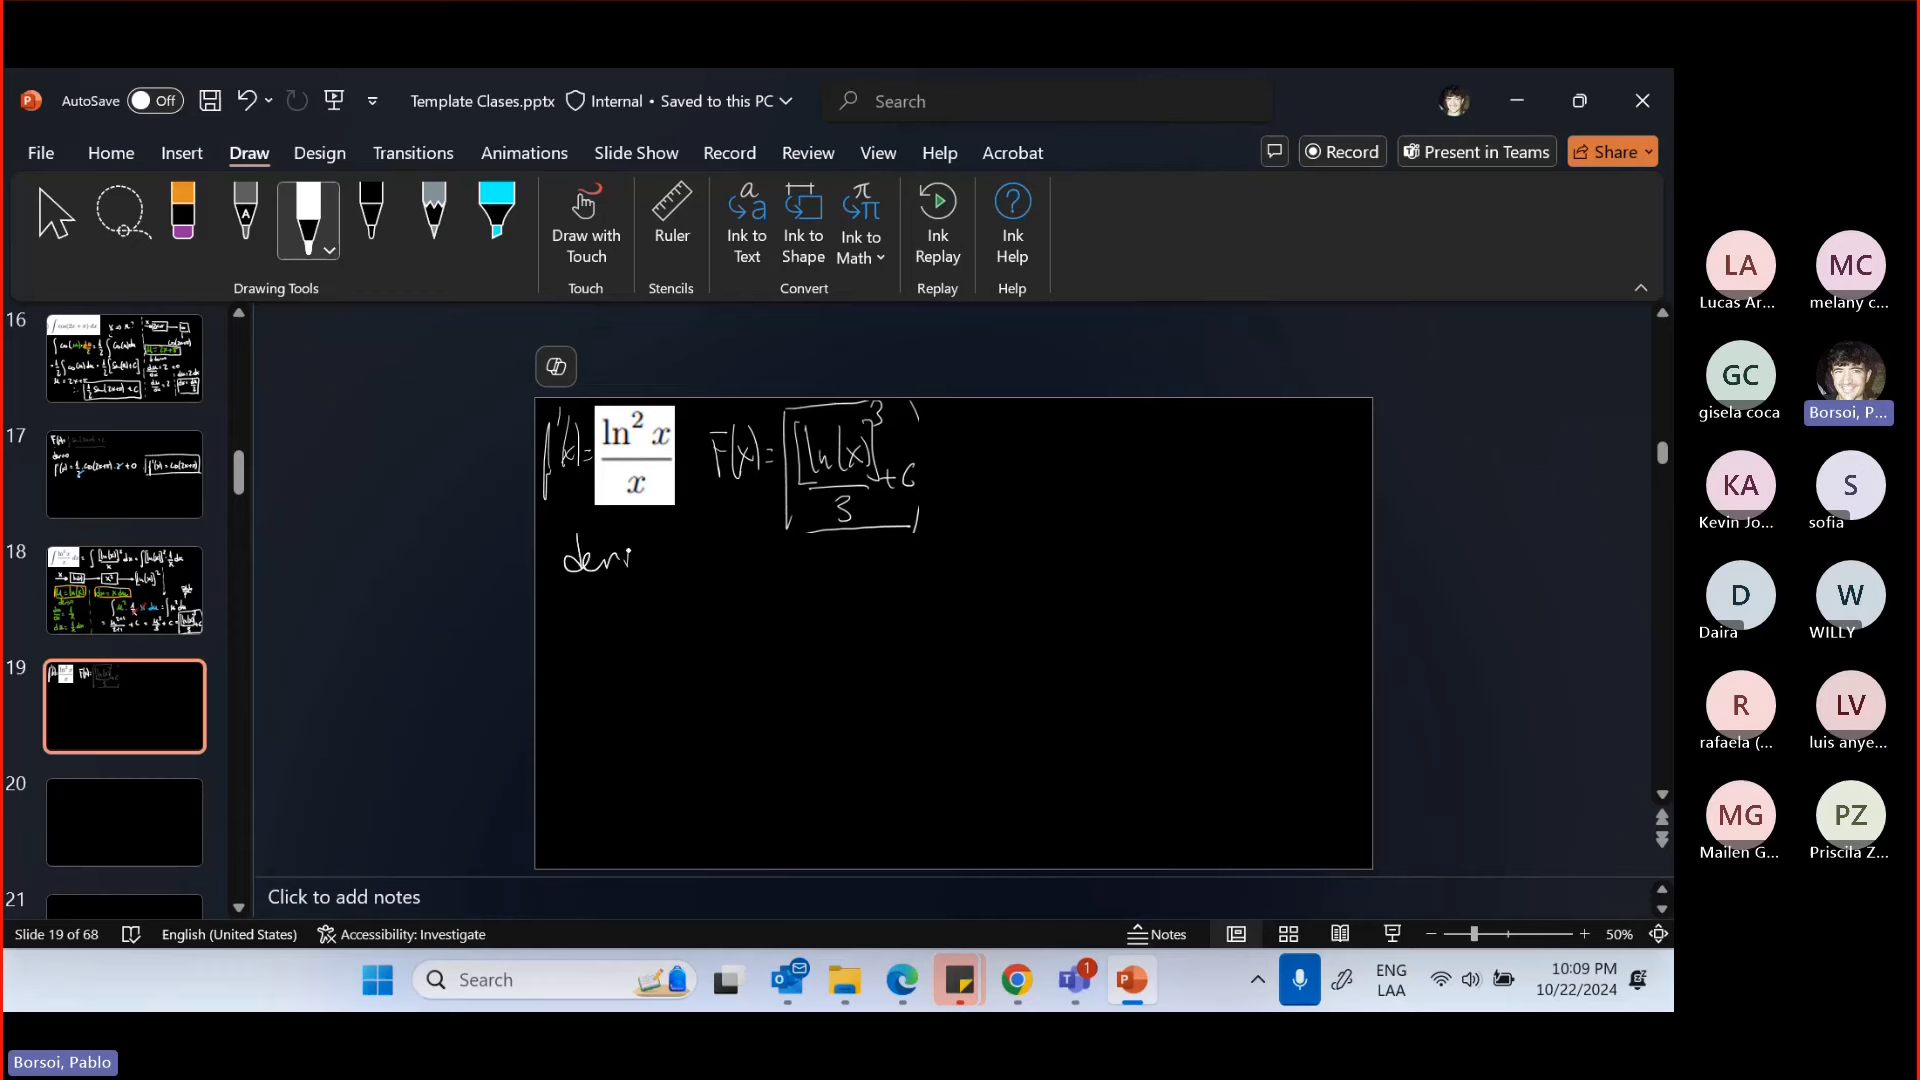 AutoSave Off Template Clases.pptx Internal • Saved to this PC Search
File Home Insert Draw Design Transitions Animations Slide Show Record Review View Help Acrobat Record Present in Teams Share
Draw with Touch Ruler Ink to Text Ink to Shape Ink to Math Ink Replay Ink Help
Drawing Tools Touch Stencils Convert Replay Help
16
17
18
19
20
21
f'(x)= ln² x / x F(x)= [ln(x)]³ / 3 + C
deri
Click to add notes
Slide 19 of 68 English (United States) Accessibility: Investigate Notes 50%
Search ENG LAA 1 10:09 PM 10/22/2024
LA Lucas Ar...
MC melany c...
GC gisela coca
Borsoi, P...
KA Kevin Jo...
S sofia
D Daira
W WILLY
R rafaela (...
LV luis anye...
MG Mailen G...
PZ Priscila Z...
Borsoi, Pablo